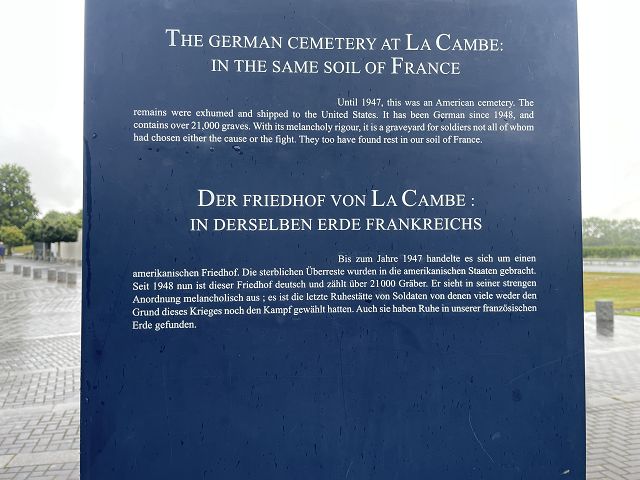 THE GERMAN CEMETERY AT LA CAMBE:
IN THE SAME SOIL OF FRANCE
Until 1947, this was an American cemetery. The
remains were exhumed and shipped to the United States. It has been German since 1948, and
contains over 21,000 graves. With its melancholy rigour, it is a graveyard for soldiers not all of whom
had chosen either the cause or the fight. They too have found rest in our soil of France.
DER FRIEDHOF VON LA CAMBE :
IN DERSELBEN ERDE FRANKREICHS
Bis zum Jahre 1947 handelte es sich um einen
amerikanischen Friedhof. Die sterblichen Überreste wurden in die amerikanischen Staaten gebracht.
Seit 1948 nun ist dieser Friedhof deutsch und zählt über 21000 Gräber. Er sieht in seiner strengen
Anordnung melancholisch aus ; es ist die letzte Ruhestätte von Soldaten von denen viele weder den
Grund dieses Krieges noch den Kampf gewählt hatten. Auch sie haben Ruhe in unserer französischen
Erde gefunden.